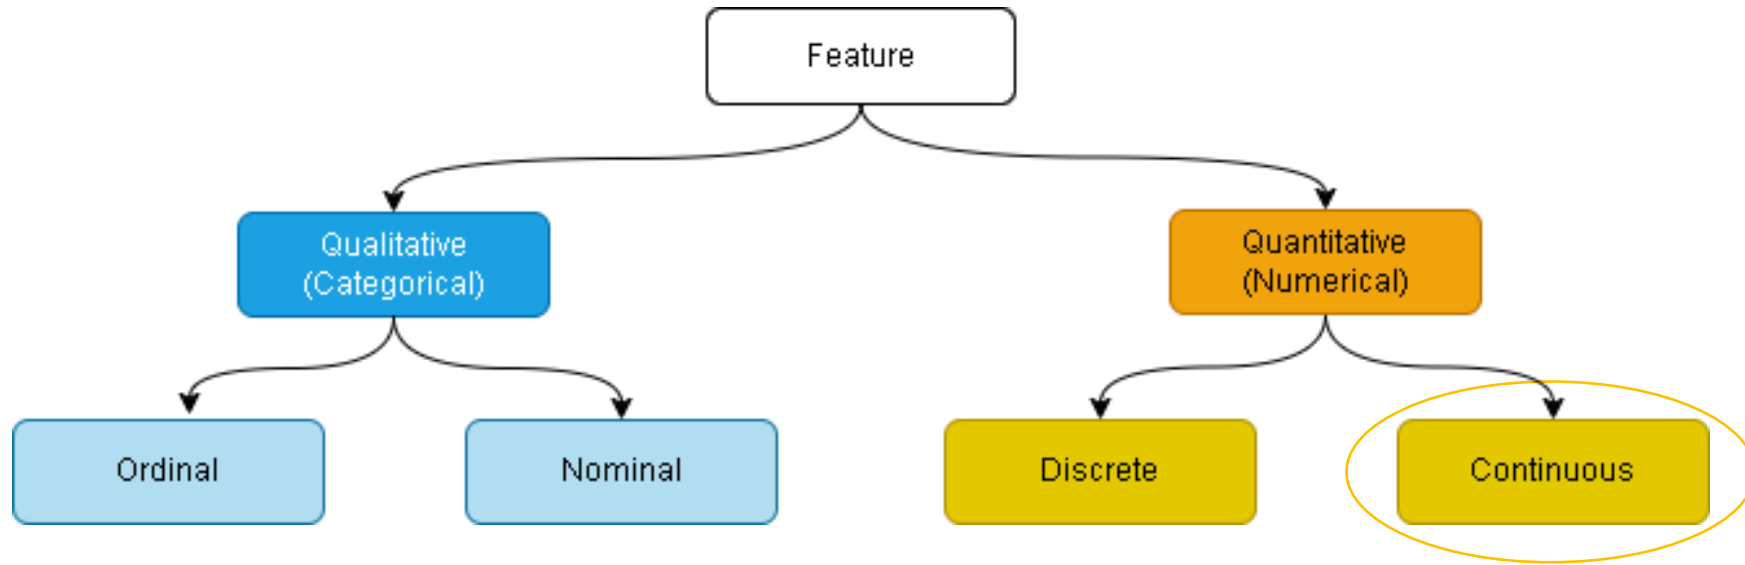 Feature
Qualitative
(Categorical)
Quantitative
(Numerical)
Ordinal
Nominal
Discrete
Continuous